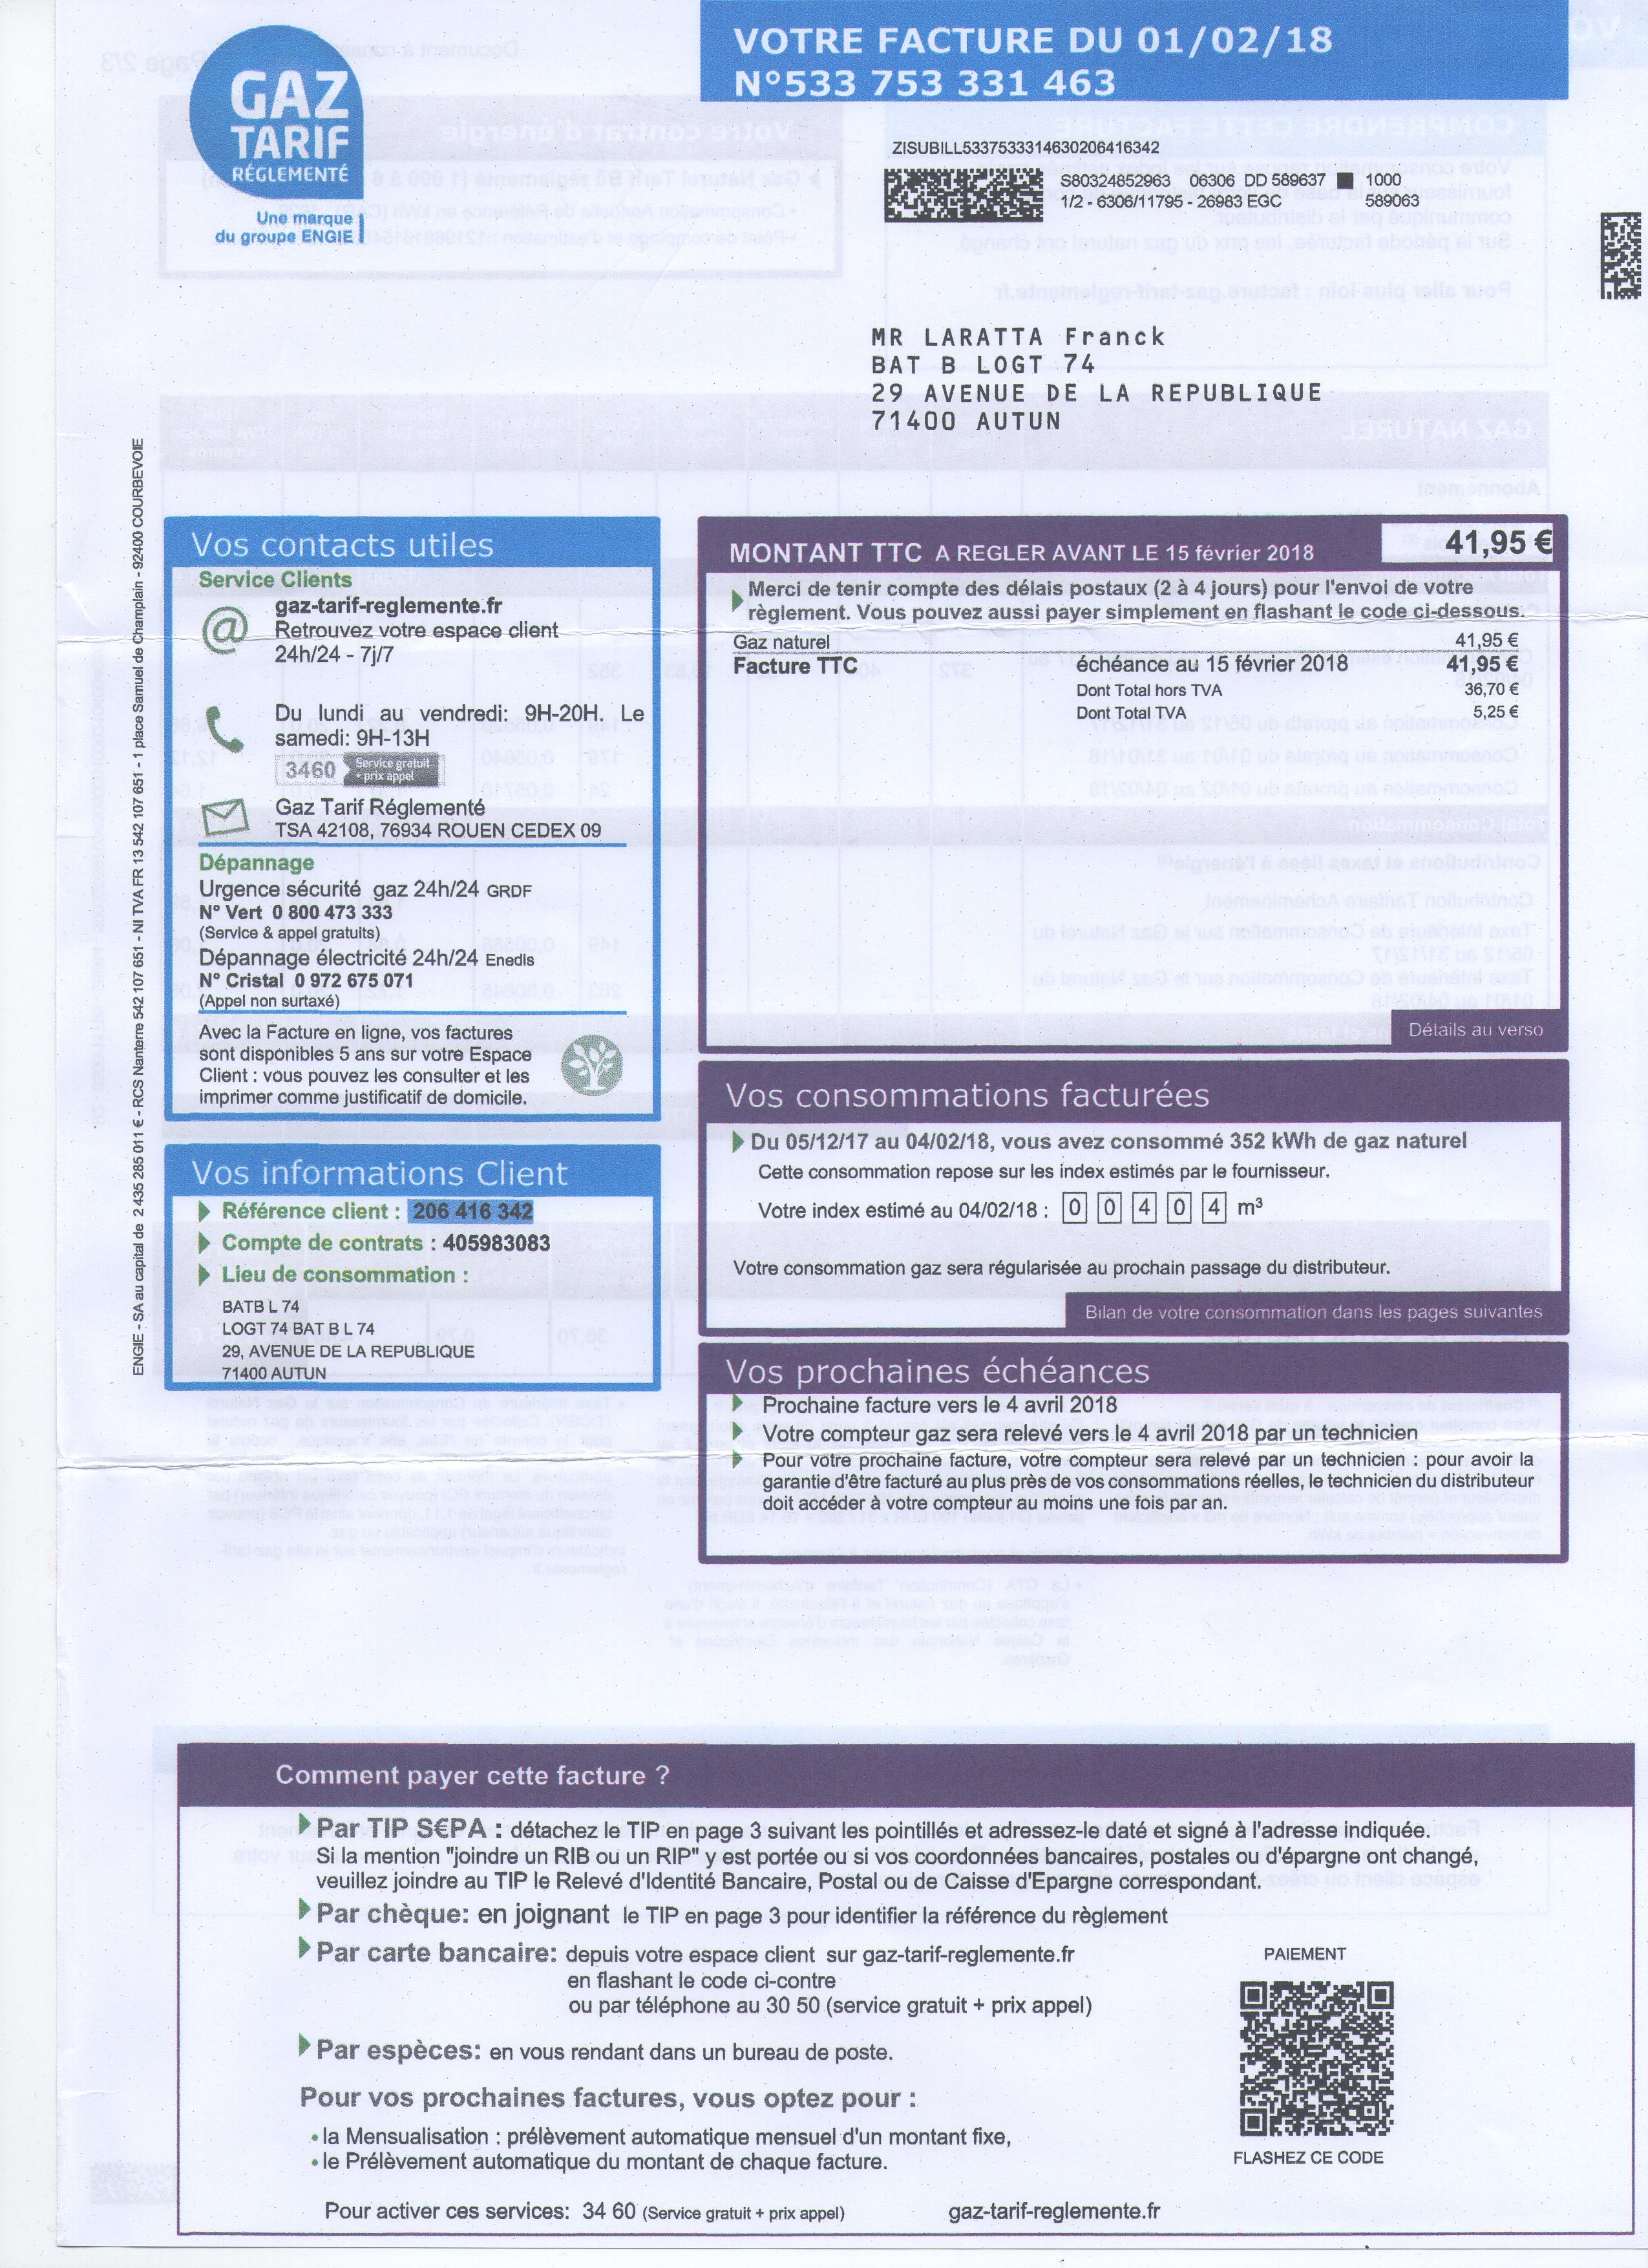 GAZ
TARIF
RÉGLEMENTÉ
Une marque
du groupe ENGIE
VOTRE FACTURE DU 01/02/18
N°533 753 331 463
ZISUBILL5337533314630206416342
S80324852963 06306 DD 589637 1000
1/2 - 6306/11795 - 26983 EGC 589063
MR LARATTA Franck
BAT B LOGT 74
29 AVENUE DE LA REPUBLIQUE
71400 AUTUN
ENGIE - SA au capital de 2 435 285 011 € - RCS Nanterre 542 107 651 - NI TVA FR 13 542 107 651 - 1 place Samuel de Champlain - 92400 COURBEVOIE
Vos contacts utiles
Service Clients
gaz-tarif-reglemente.fr
Retrouvez votre espace client
24h/24 - 7j/7
Du lundi au vendredi: 9H-20H. Le
samedi: 9H-13H
3460 Service gratuit
+ prix appel
Gaz Tarif Réglementé
TSA 42108, 76934 ROUEN CEDEX 09
Dépannage
Urgence sécurité gaz 24h/24 GRDF
N° Vert 0 800 473 333
(Service & appel gratuits)
Dépannage électricité 24h/24 Enedis
N° Cristal 0 972 675 071
(Appel non surtaxé)
Avec la Facture en ligne, vos factures
sont disponibles 5 ans sur votre Espace
Client : vous pouvez les consulter et les
imprimer comme justificatif de domicile.
Vos informations Client
Référence client : 206 416 342
Compte de contrats : 405983083
Lieu de consommation :
BATB L 74
LOGT 74 BAT B L 74
29, AVENUE DE LA REPUBLIQUE
71400 AUTUN
MONTANT TTC A REGLER AVANT LE 15 février 2018 41,95 €
Merci de tenir compte des délais postaux (2 à 4 jours) pour l'envoi de votre
règlement. Vous pouvez aussi payer simplement en flashant le code ci-dessous.
Gaz naturel 41,95 €
Facture TTC échéance au 15 février 2018 41,95 €
Dont Total hors TVA 36,70 €
Dont Total TVA 5,25 €
Détails au verso
Vos consommations facturées
Du 05/12/17 au 04/02/18, vous avez consommé 352 kWh de gaz naturel
Cette consommation repose sur les index estimés par le fournisseur.
Votre index estimé au 04/02/18 : 0 0 4 0 4 m³
Votre consommation gaz sera régularisée au prochain passage du distributeur.
Bilan de votre consommation dans les pages suivantes
Vos prochaines échéances
Prochaine facture vers le 4 avril 2018
Votre compteur gaz sera relevé vers le 4 avril 2018 par un technicien
Pour votre prochaine facture, votre compteur sera relevé par un technicien : pour avoir la
garantie d'être facturé au plus près de vos consommations réelles, le technicien du distributeur
doit accéder à votre compteur au moins une fois par an.
Comment payer cette facture ?
Par TIP S€PA : détachez le TIP en page 3 suivant les pointillés et adressez-le daté et signé à l'adresse indiquée.
Si la mention "joindre un RIB ou un RIP" y est portée ou si vos coordonnées bancaires, postales ou d'épargne ont changé,
veuillez joindre au TIP le Relevé d'Identité Bancaire, Postal ou de Caisse d'Epargne correspondant.
Par chèque: en joignant le TIP en page 3 pour identifier la référence du règlement
Par carte bancaire: depuis votre espace client sur gaz-tarif-reglemente.fr
en flashant le code ci-contre
ou par téléphone au 30 50 (service gratuit + prix appel)
Par espèces: en vous rendant dans un bureau de poste.
Pour vos prochaines factures, vous optez pour :
• la Mensualisation : prélèvement automatique mensuel d'un montant fixe,
• le Prélèvement automatique du montant de chaque facture.
Pour activer ces services: 34 60 (Service gratuit + prix appel) gaz-tarif-reglemente.fr
PAIEMENT
FLASHEZ CE CODE